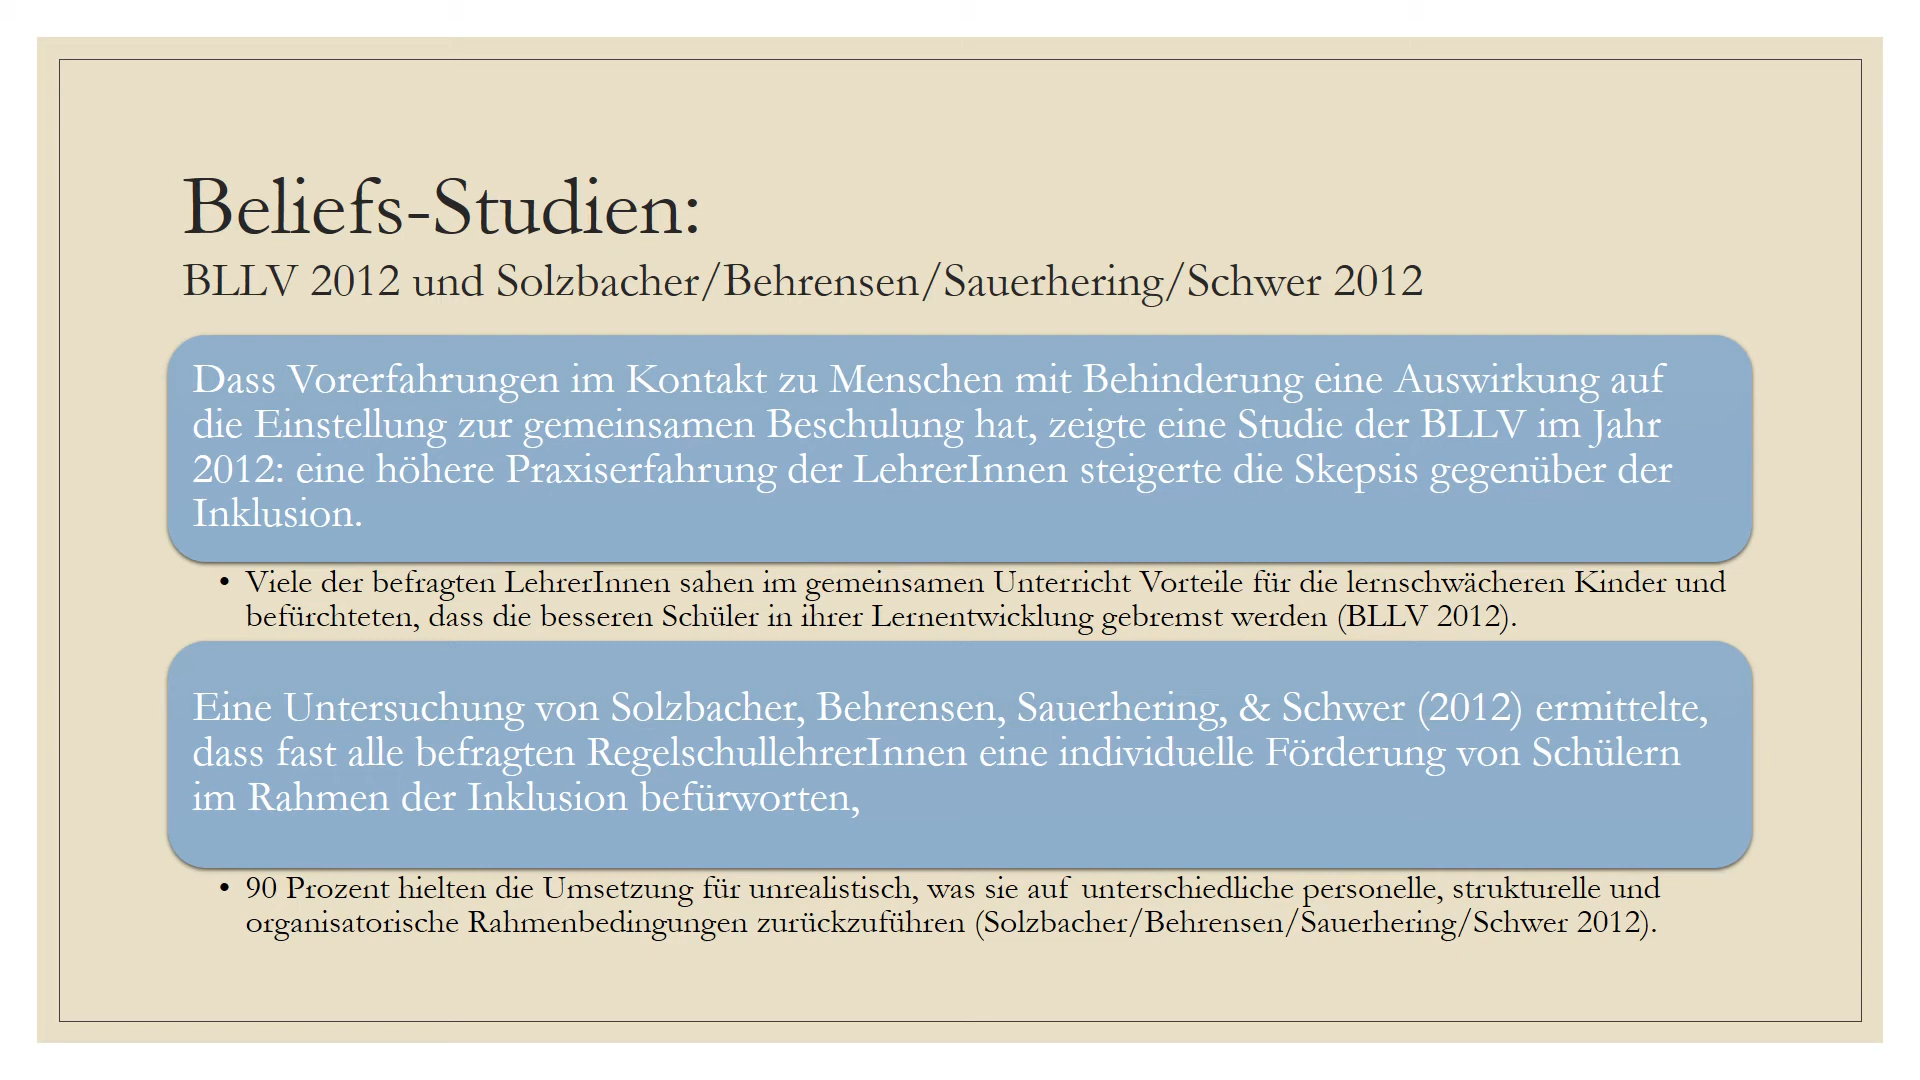 Beliefs-Studien:
BLLV 2012 und Solzbacher/Behrensen/Sauerhering/Schwer 2012
Dass Vorerfahrungen im Kontakt zu Menschen mit Behinderung eine Auswirkung auf
die Einstellung zur gemeinsamen Beschulung hat, zeigte eine Studie der BLLV im Jahr
2012: eine höhere Praxiserfahrung der LehrerInnen steigerte die Skepsis gegenüber der
Inklusion.
• Viele der befragten LehrerInnen sahen im gemeinsamen Unterricht Vorteile für die lernschwächeren Kinder und
befürchteten, dass die besseren Schüler in ihrer Lernentwicklung gebremst werden (BLLV 2012).
Eine Untersuchung von Solzbacher, Behrensen, Sauerhering, & Schwer (2012) ermittelte,
dass fast alle befragten RegelschullehrerInnen eine individuelle Förderung von Schülern
im Rahmen der Inklusion befürworten,
• 90 Prozent hielten die Umsetzung für unrealistisch, was sie auf unterschiedliche personelle, strukturelle und
organisatorische Rahmenbedingungen zurückzuführen (Solzbacher/Behrensen/Sauerhering/Schwer 2012).